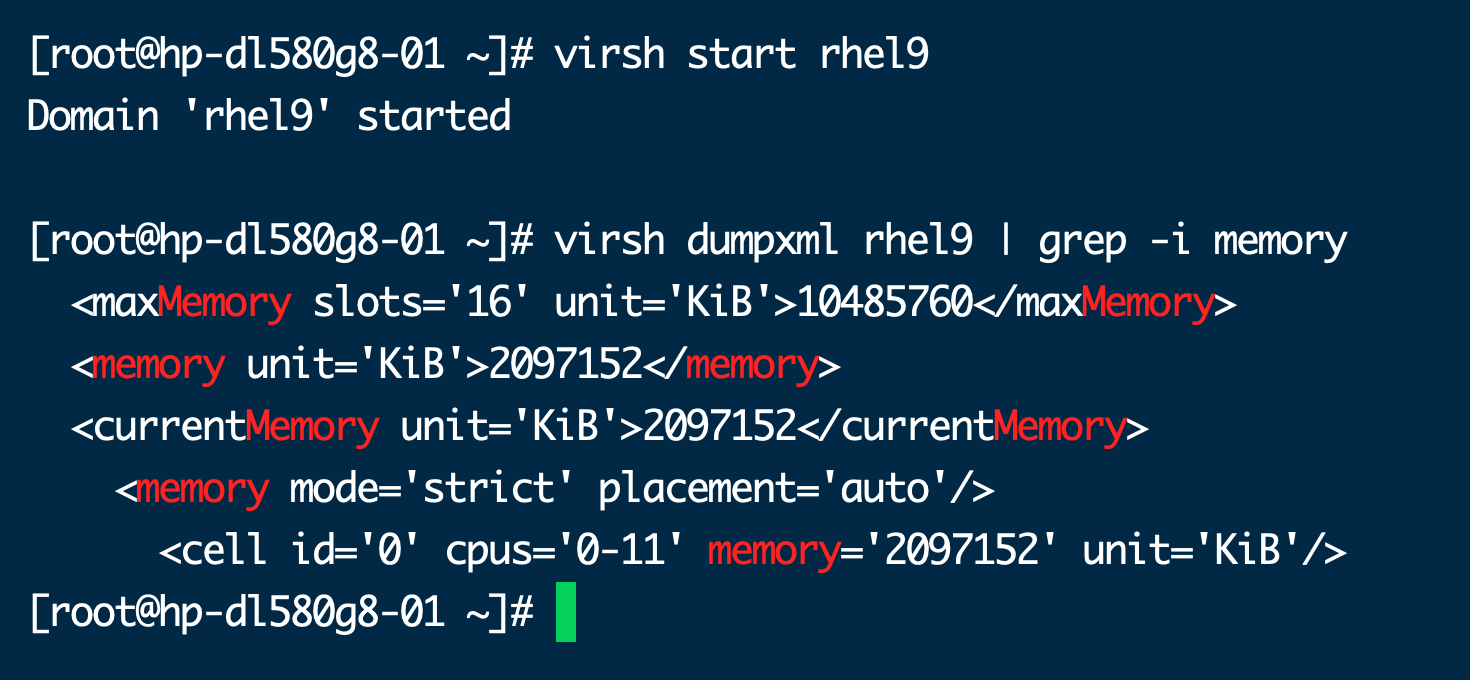 [root@hp-dl580g8-01 ~]# virsh start rhel9
Domain 'rhel9' started
[root@hp-dl580g8-01 ~]# virsh dumpxml rhel9 | grep -i memory
  <maxMemory slots='16' unit='KiB'>10485760</maxMemory>
  <memory unit='KiB'>2097152</memory>
  <currentMemory unit='KiB'>2097152</currentMemory>
    <memory mode='strict' placement='auto'/>
      <cell id='0' cpus='0-11' memory='2097152' unit='KiB'/>
[root@hp-dl580g8-01 ~]#